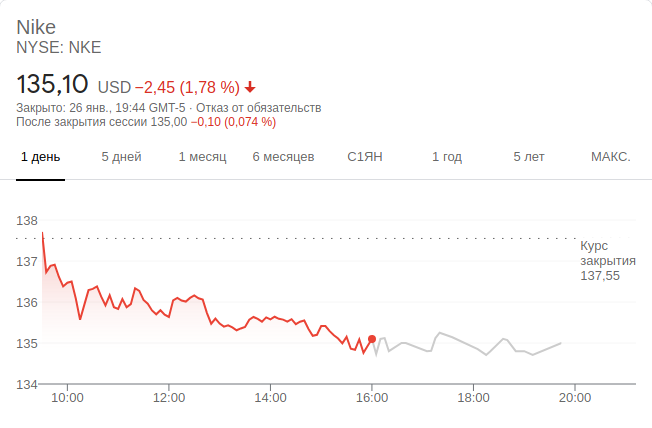 Nike
NYSE: NKE
135,10 USD −2,45 (1,78 %)
Закрыто: 26 янв., 19:44 GMT-5 · Отказ от обязательств
После закрытия сессии 135,00 −0,10 (0,074 %)
1 день 5 дней 1 месяц 6 месяцев С1ЯН 1 год 5 лет МАКС.
138
Курс
закрытия
137,55
137
136
135
134
10:00 12:00 14:00 16:00 18:00 20:00